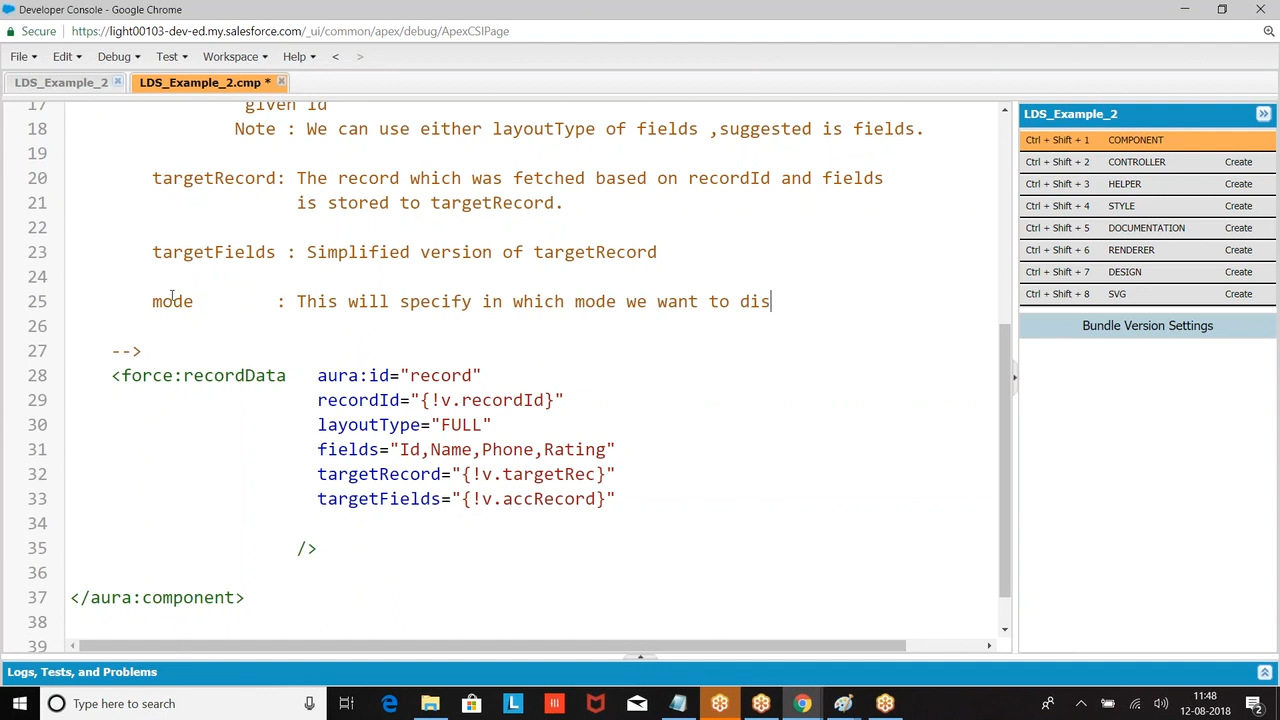 Developer Console - Google Chrome
Secure https://light00103-dev-ed.my.salesforce.com/_ui/common/apex/debug/ApexCSIPage
File Edit Debug Test Workspace Help < >
LDS_Example_2 LDS_Example_2.cmp *
17 given Id
18 Note : We can use either layoutType of fields ,suggested is fields.
19
20 targetRecord: The record which was fetched based on recordId and fields
21 is stored to targetRecord.
22
23 targetFields : Simplified version of targetRecord
24
25 mode : This will specify in which mode we want to dis
26
27 -->
28 <force:recordData aura:id="record"
29 recordId="{!v.recordId}"
30 layoutType="FULL"
31 fields="Id,Name,Phone,Rating"
32 targetRecord="{!v.targetRec}"
33 targetFields="{!v.accRecord}"
34
35 />
36
37 </aura:component>
38
39
LDS_Example_2
Ctrl + Shift + 1 COMPONENT
Ctrl + Shift + 2 CONTROLLER Create
Ctrl + Shift + 3 HELPER Create
Ctrl + Shift + 4 STYLE Create
Ctrl + Shift + 5 DOCUMENTATION Create
Ctrl + Shift + 6 RENDERER Create
Ctrl + Shift + 7 DESIGN Create
Ctrl + Shift + 8 SVG Create
Bundle Version Settings
Logs, Tests, and Problems
Type here to search
11:48
12-08-2018